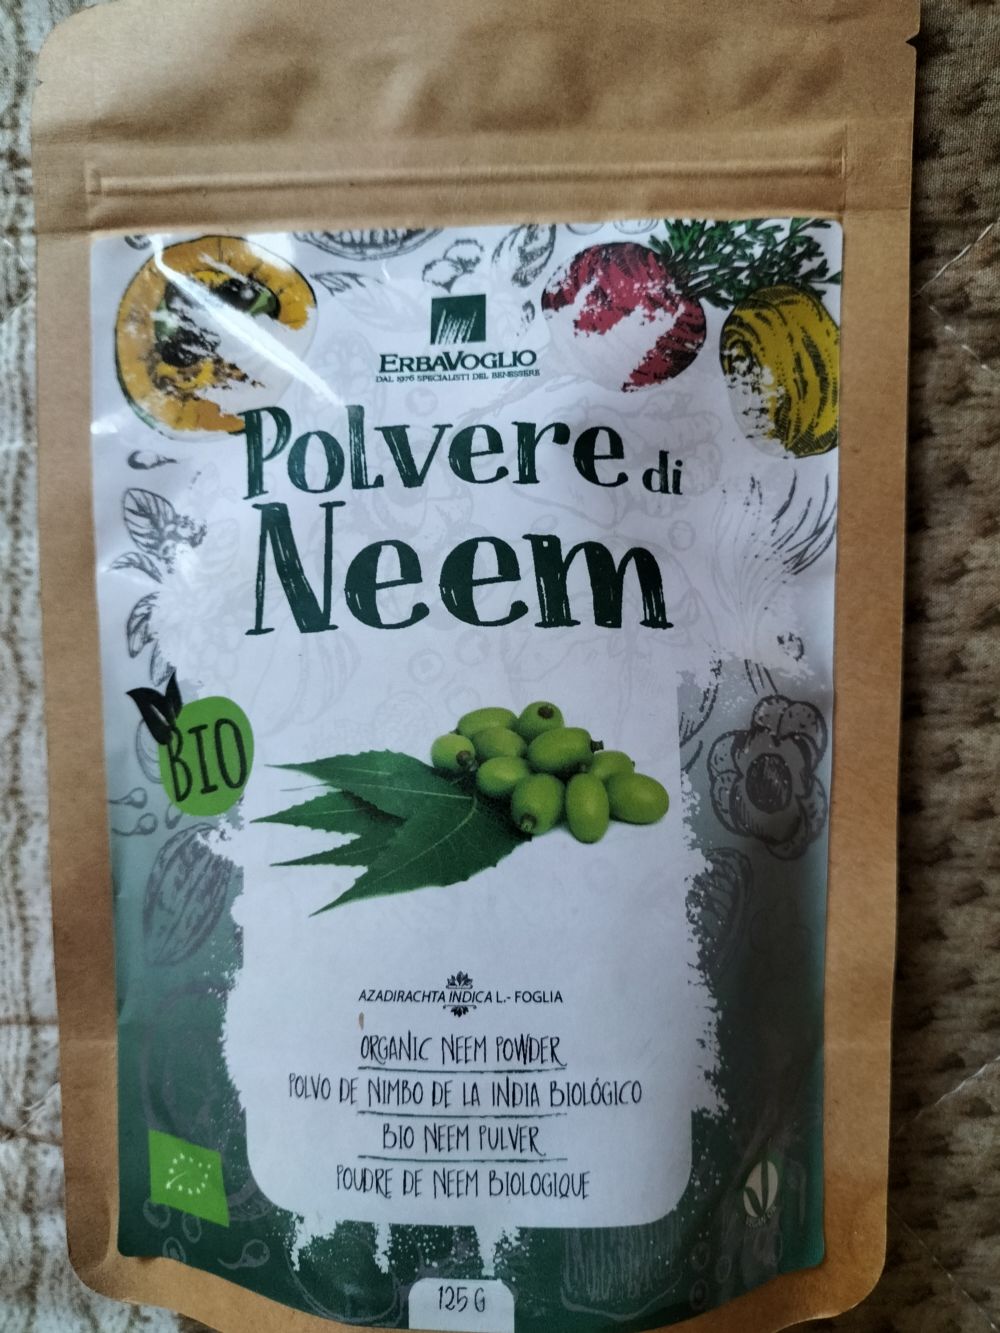 ErbaVoglio
DAL 1976 SPECIALISTI DEL BENESSERE
Polvere di
Neem
BIO
AZADIRACHTA INDICA L.- FOGLIA
ORGANIC NEEM POWDER
POLVO DE NIMBO DE LA INDIA BIOLÓGICO
BIO NEEM PULVER
POUDRE DE NEEM BIOLOGIQUE
125 G